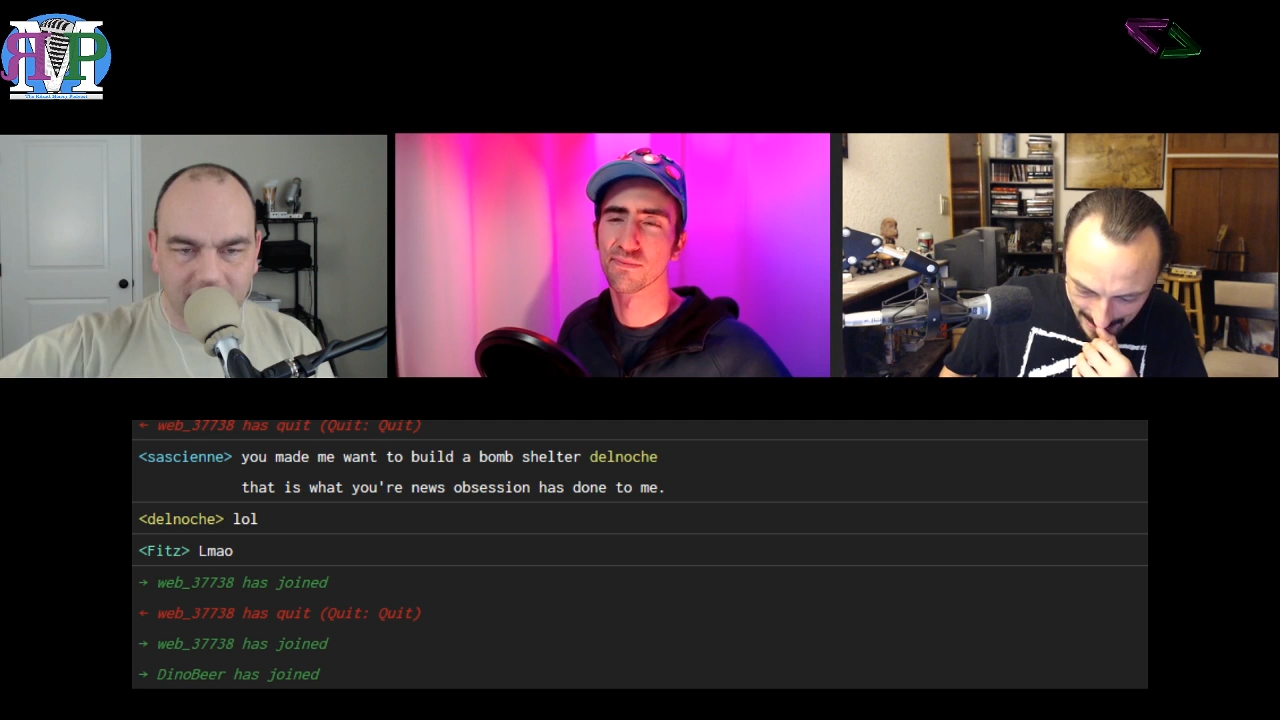 RMP
← web_37738 has quit (Quit: Quit)
<sascienne> you made me want to build a bomb shelter delnoche
that is what you're news obsession has done to me.
<delnoche> lol
<Fitz> Lmao
→ web_37738 has joined
← web_37738 has quit (Quit: Quit)
→ web_37738 has joined
→ DinoBeer has joined